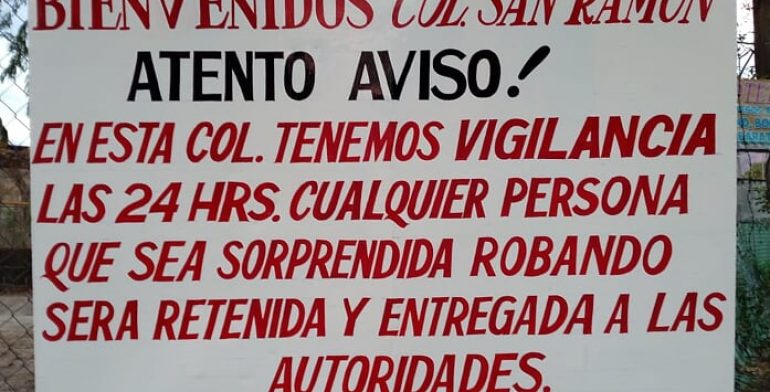 BIENVENIDOS COL. SAN RAMON
ATENTO AVISO!
EN ESTA COL. TENEMOS VIGILANCIA
LAS 24 HRS. CUALQUIER PERSONA
QUE SEA SORPRENDIDA ROBANDO
SERA RETENIDA Y ENTREGADA A LAS
AUTORIDADES.